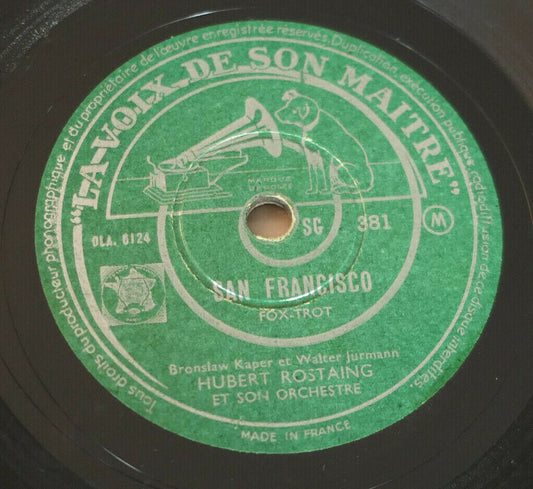 Tous droits du producteur phonographique et du propriétaire de l'œuvre enregistrée réservés. Duplication, exécution publique, radiodiffusion de ce disque interdites.
"LA VOIX DE SON MAITRE"
SG 381
M
OLA. 6124
SAN FRANCISCO
FOX-TROT
Bronslaw Kaper et Walter Jurmann
HUBERT ROSTAING
ET SON ORCHESTRE
MADE IN FRANCE